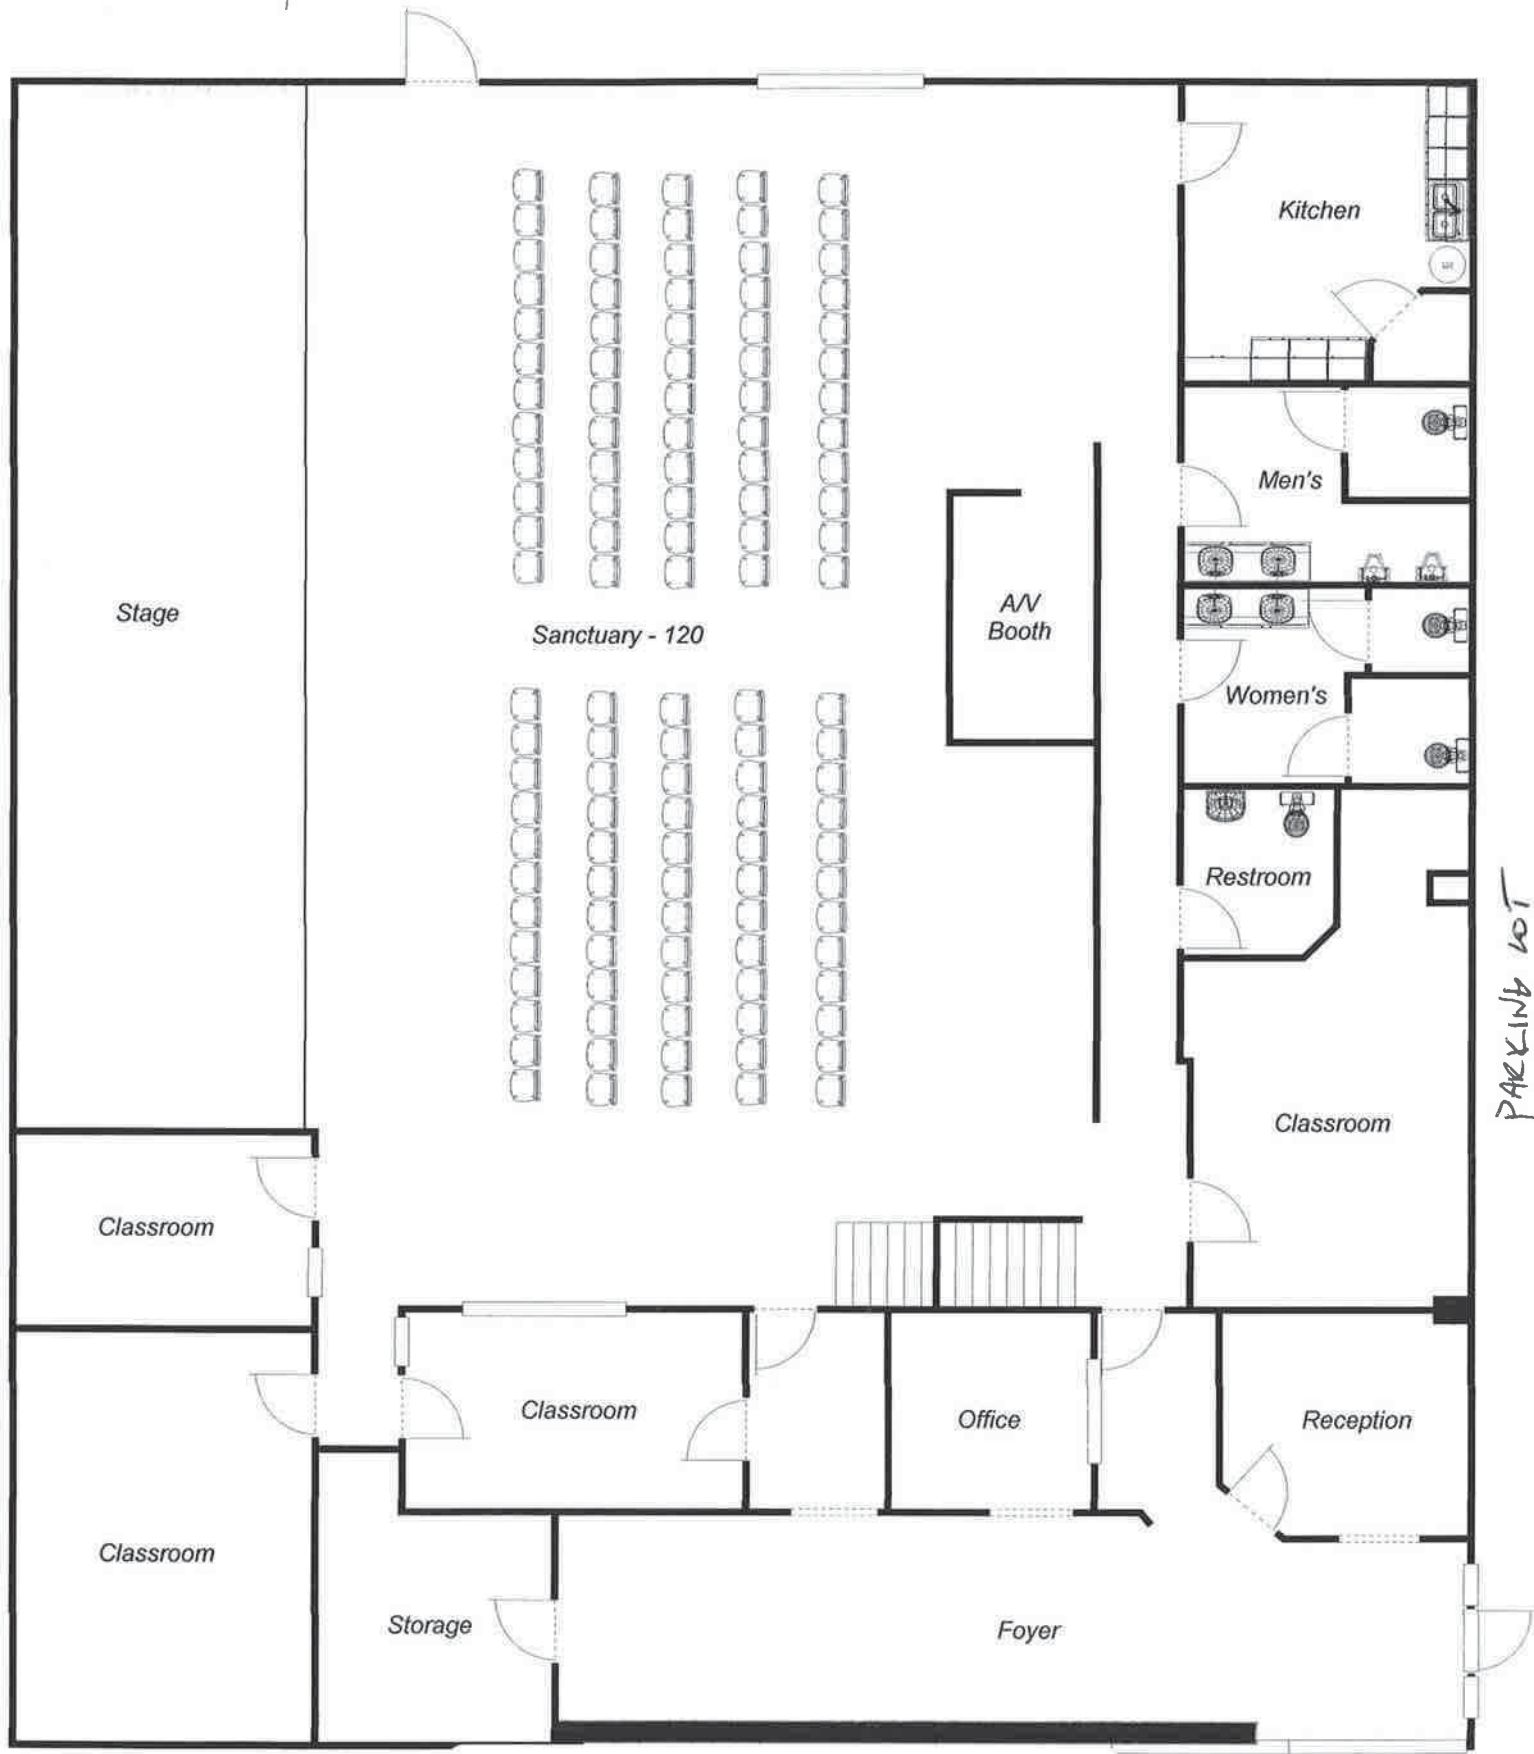 Kitchen
Men's
Stage
A/V
Booth
Sanctuary - 120
Women's
Restroom
PARKING LOT
Classroom
Classroom
Classroom
Office
Reception
Classroom
Storage
Foyer